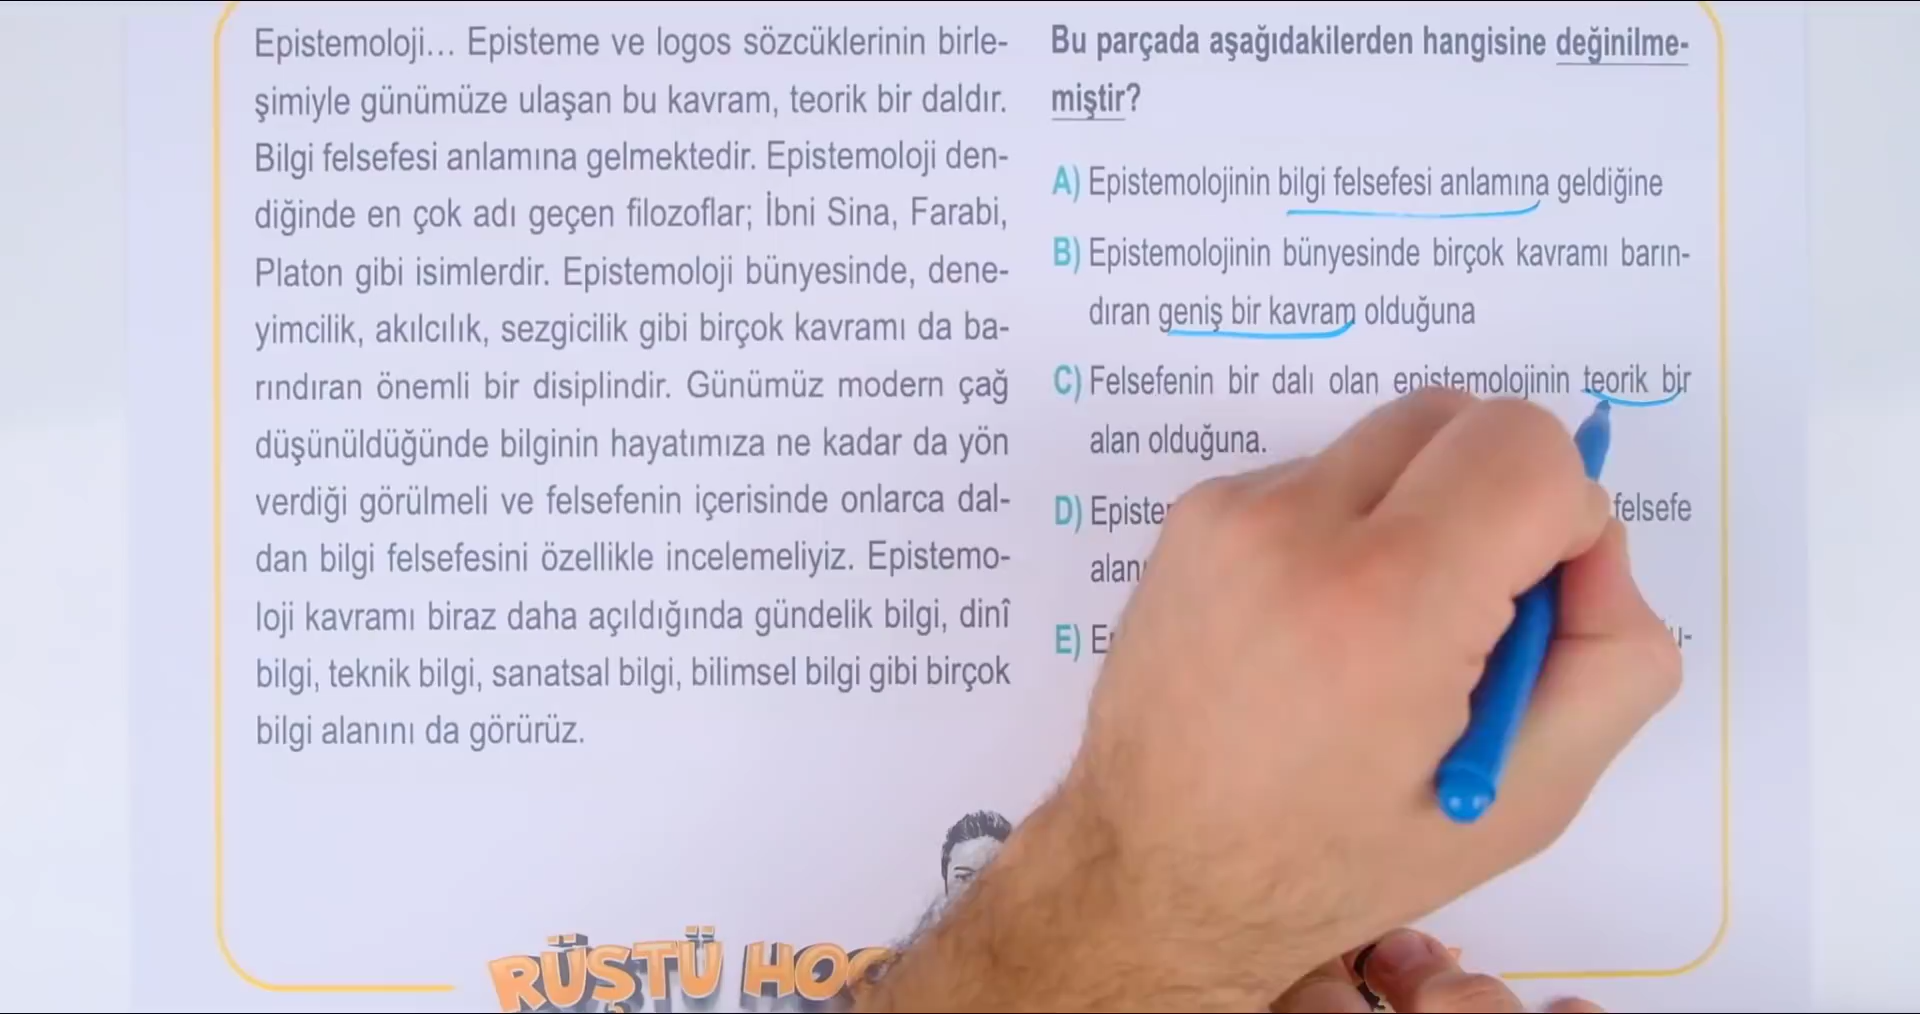 Epistemoloji... Episteme ve logos sözcüklerinin birle-
şimiyle günümüze ulaşan bu kavram, teorik bir daldır.
Bilgi felsefesi anlamına gelmektedir. Epistemoloji den-
diğinde en çok adı geçen filozoflar; İbni Sina, Farabi,
Platon gibi isimlerdir. Epistemoloji bünyesinde, dene-
yimcilik, akılcılık, sezgicilik gibi birçok kavramı da ba-
rındıran önemli bir disiplindir. Günümüz modern çağ
düşünüldüğünde bilginin hayatımıza ne kadar da yön
verdiği görülmeli ve felsefenin içerisinde onlarca dal-
dan bilgi felsefesini özellikle incelemeliyiz. Epistemo-
loji kavramı biraz daha açıldığında gündelik bilgi, dinî
bilgi, teknik bilgi, sanatsal bilgi, bilimsel bilgi gibi birçok
bilgi alanını da görürüz.
Bu parçada aşağıdakilerden hangisine değinilme-
miştir?
A) Epistemolojinin bilgi felsefesi anlamına geldiğine
B) Epistemolojinin bünyesinde birçok kavramı barın-
dıran geniş bir kavram olduğuna
C) Felsefenin bir dalı olan epistemolojinin teorik bir
alan olduğuna.
D) felsefe
E)
RÜŞTÜ